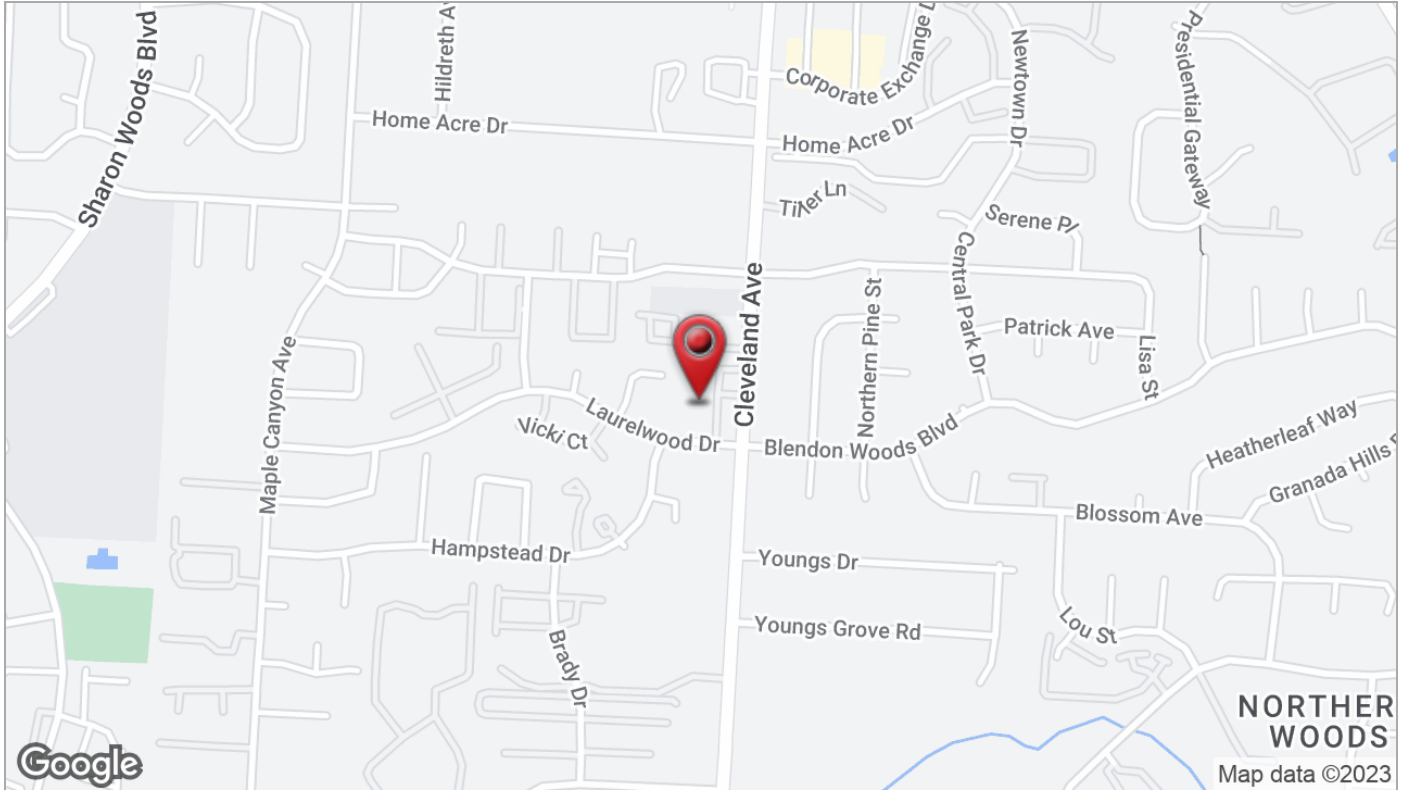 Sharon Woods Blvd
Hildreth Av
Corporate Exchange
Newtown Dr
Presidential Gateway
Home Acre Dr
Home Acre Dr
Ln
Serene Pl
Central Park Dr
Cleveland Ave
Northern Pine St
Patrick Ave
Lisa St
Maple Canyon Ave
Laurelwood Dr
Vicki Ct
Blendon Woods Blvd
Heatherleaf Way
Granada Hills
Blossom Ave
Hampstead Dr
Youngs Dr
Youngs Grove Rd
Lou St
Brady Dr
NORTHER
WOODS
Google
Map data ©2023